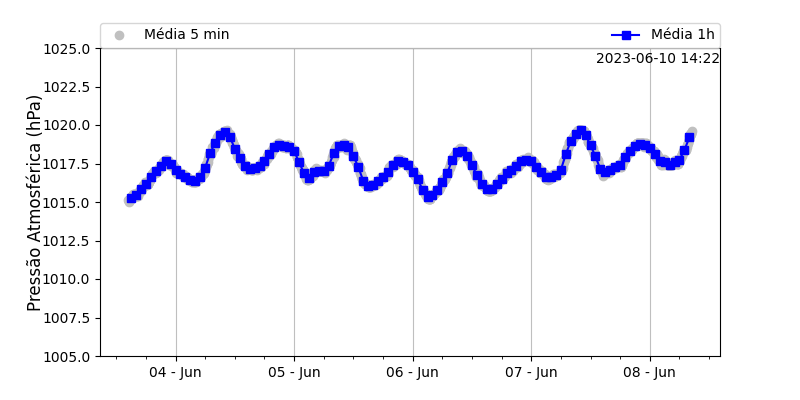 Média 5 min
Média 1h
2023-06-10 14:22
Pressão Atmosférica (hPa)
1025.0
1022.5
1020.0
1017.5
1015.0
1012.5
1010.0
1007.5
1005.0
04 - Jun
05 - Jun
06 - Jun
07 - Jun
08 - Jun